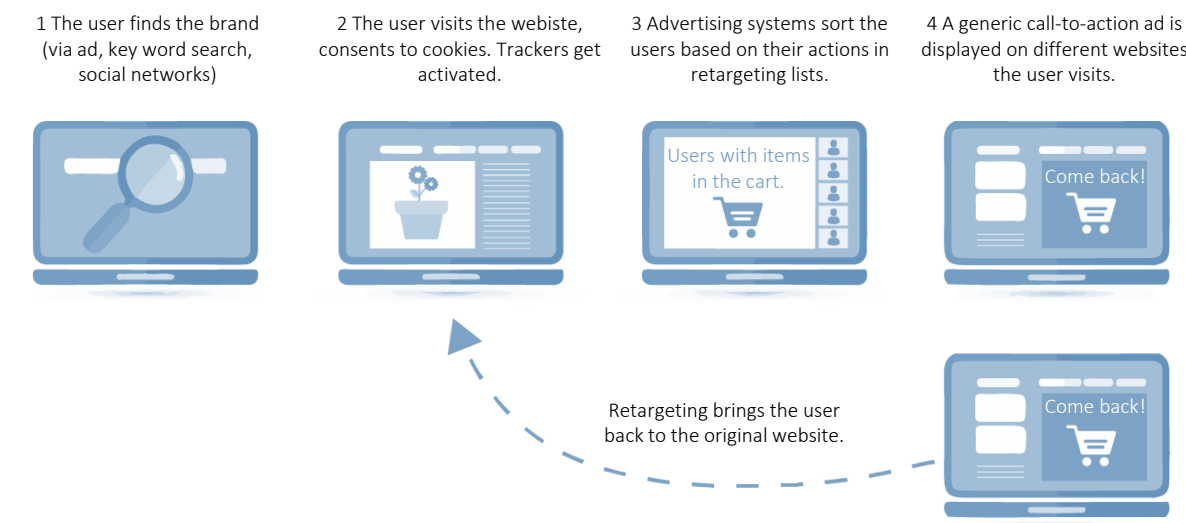 1 The user finds the brand
(via ad, key word search,
social networks)
2 The user visits the webiste,
consents to cookies. Trackers get
activated.
3 Advertising systems sort the
users based on their actions in
retargeting lists.
4 A generic call-to-action ad is
displayed on different websites
the user visits.
Users with items
in the cart.
Come back!
Come back!
Retargeting brings the user
back to the original website.